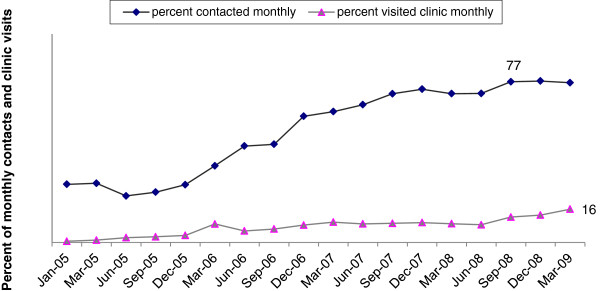 percent contacted monthly
percent visited clinic monthly
Percent of monthly contacts and clinic visits
77
16
Jan-05
Mar-05
Jun-05
Sep-05
Dec-05
Mar-06
Jun-06
Sep-06
Dec-06
Mar-07
Jun-07
Sep-07
Dec-07
Mar-08
Jun-08
Sep-08
Dec-08
Mar-09